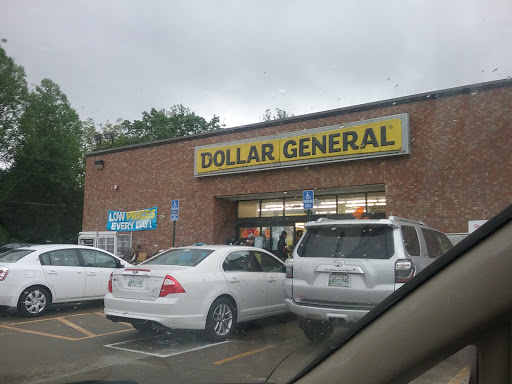 DOLLAR GENERAL
LOW PRICES
EVERY DAY!